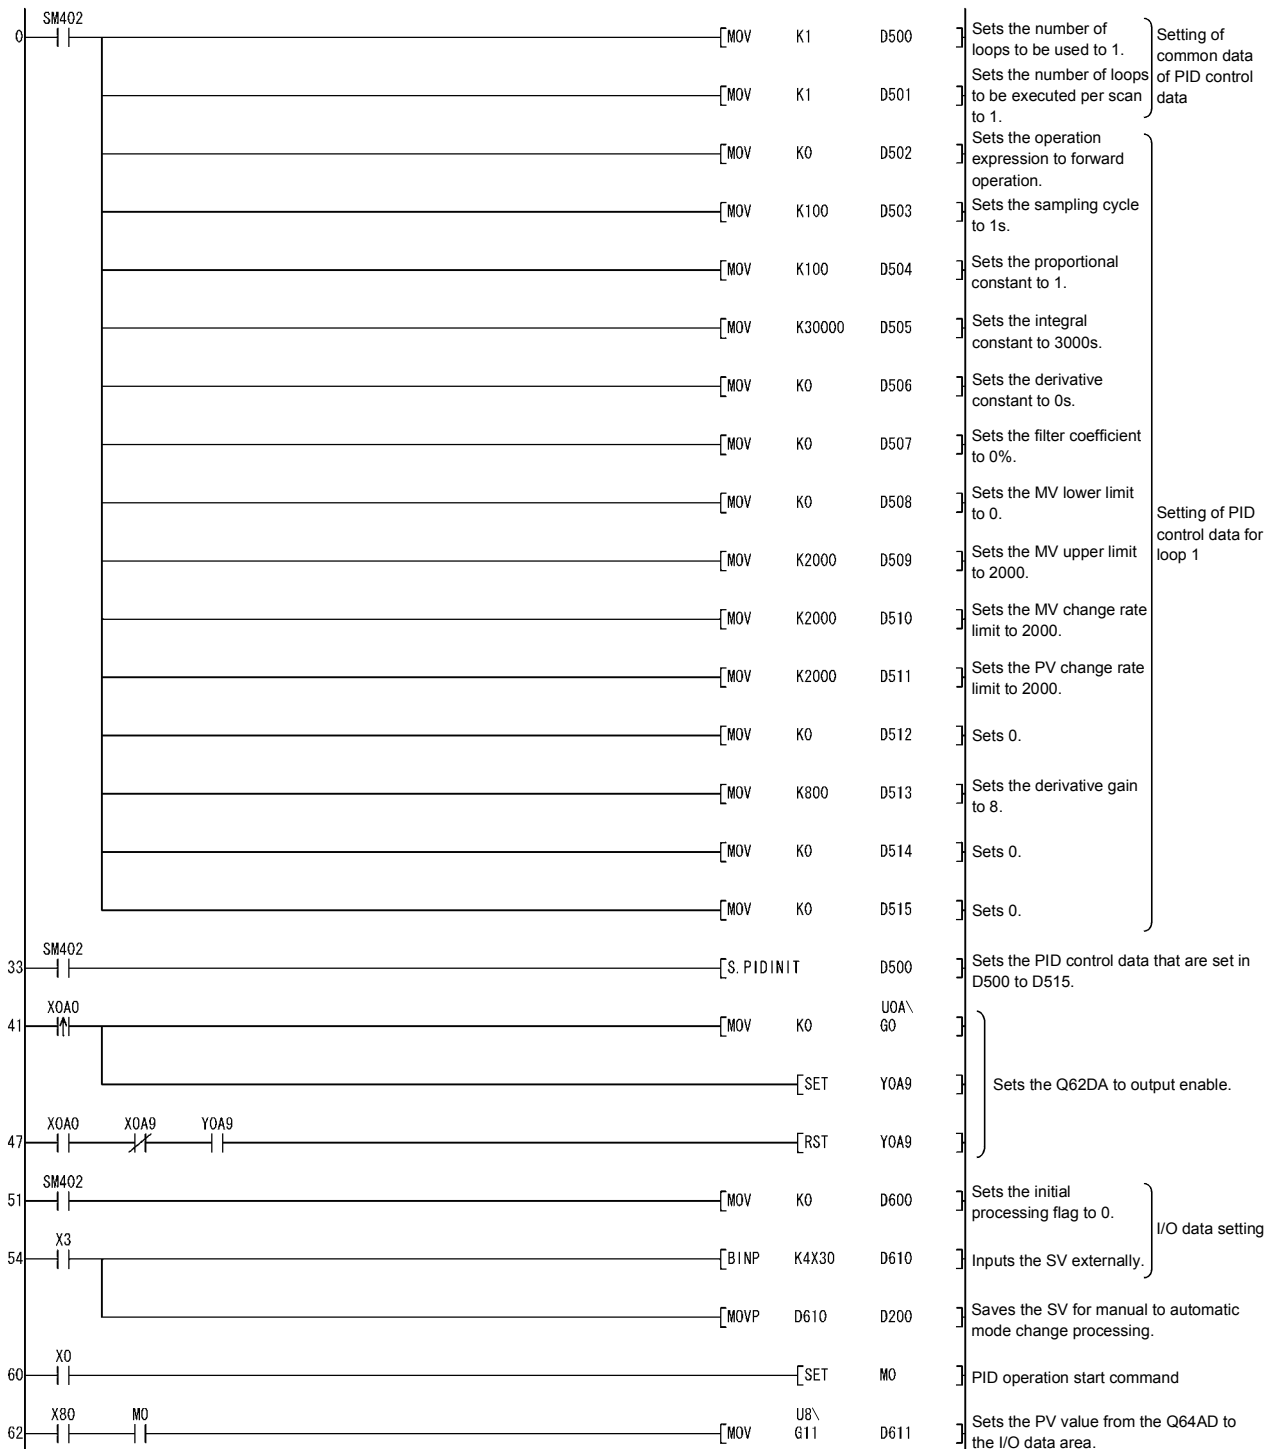 SM402
0
MOV K1 D500
Sets the number of
loops to be used to 1.
Setting of
common data
of PID control
data
MOV K1 D501
Sets the number of loops
to be executed per scan
to 1.
MOV K0 D502
Sets the operation
expression to forward
operation.
MOV K100 D503
Sets the sampling cycle
to 1s.
MOV K100 D504
Sets the proportional
constant to 1.
MOV K30000 D505
Sets the integral
constant to 3000s.
MOV K0 D506
Sets the derivative
constant to 0s.
MOV K0 D507
Sets the filter coefficient
to 0%.
MOV K0 D508
Sets the MV lower limit
to 0.
Setting of PID
control data for
loop 1
MOV K2000 D509
Sets the MV upper limit
to 2000.
MOV K2000 D510
Sets the MV change rate
limit to 2000.
MOV K2000 D511
Sets the PV change rate
limit to 2000.
MOV K0 D512
Sets 0.
MOV K800 D513
Sets the derivative gain
to 8.
MOV K0 D514
Sets 0.
MOV K0 D515
Sets 0.
SM402
33
S.PIDINIT D500
Sets the PID control data that are set in
D500 to D515.
X0A0
41
U0A\
MOV K0 G0
SET Y0A9
Sets the Q62DA to output enable.
X0A0 X0A9 Y0A9
47
RST Y0A9
SM402
51
MOV K0 D600
Sets the initial
processing flag to 0.
I/O data setting
X3
54
BINP K4X30 D610
Inputs the SV externally.
MOVP D610 D200
Saves the SV for manual to automatic
mode change processing.
X0
60
SET M0
PID operation start command
X80 M0
62
U8\
MOV G11 D611
Sets the PV value from the Q64AD to
the I/O data area.